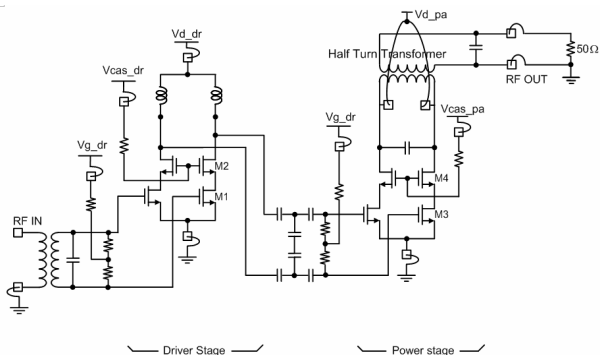 Vd_pa
Vd_dr
Half Turn Transformer
50Ω
Vcas_dr
RF OUT
Vg_dr
Vcas_pa
Vg_dr
M2
M4
M1
M3
RF IN
Driver Stage
Power stage